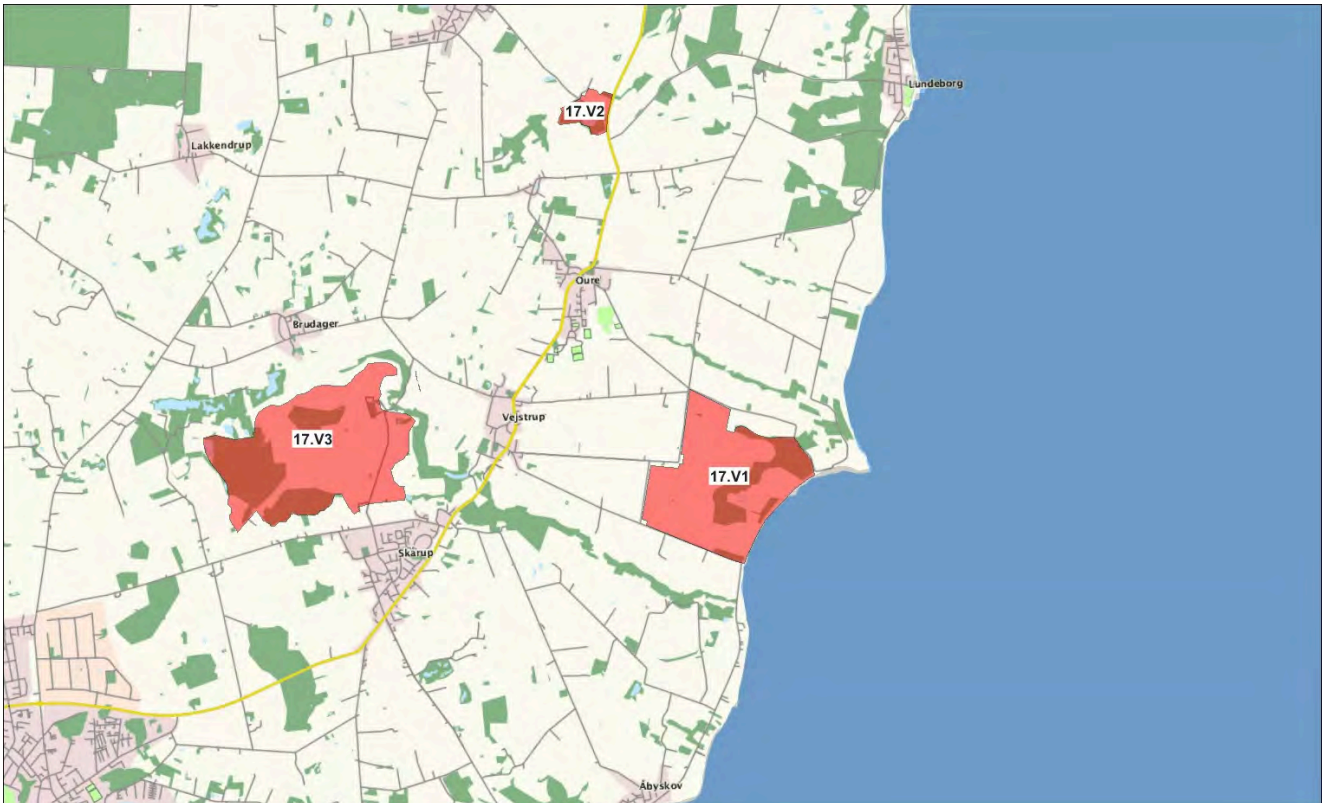 Lundeborg
17.V2
Lakkendrup
Oure
Brudager
Vejstrup
17.V3
17.V1
Skårup
Åbyskov